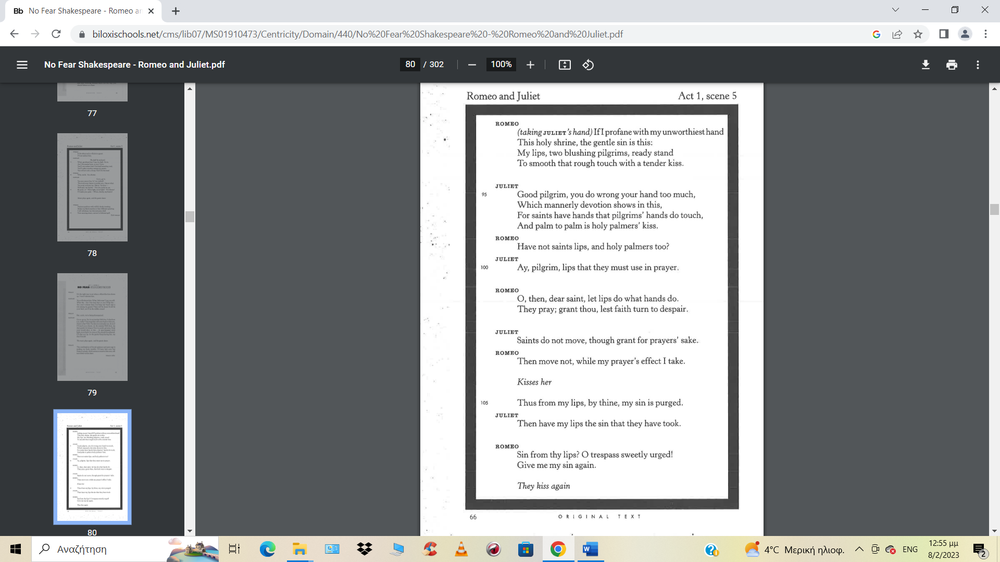 Bb No Fear Shakespeare - Romeo an
biloxischools.net/cms/lib07/MS01910473/Centricity/Domain/440/No%20Fear%20Shakespeare%20-%20Romeo%20and%20Juliet.pdf
No Fear Shakespeare - Romeo and Juliet.pdf
80 / 302
100%
77
78
79
80
Romeo and Juliet Act 1, scene 5
ROMEO
(taking JULIET's hand) If I profane with my unworthiest hand
This holy shrine, the gentle sin is this:
My lips, two blushing pilgrims, ready stand
To smooth that rough touch with a tender kiss.
JULIET
95 Good pilgrim, you do wrong your hand too much,
Which mannerly devotion shows in this,
For saints have hands that pilgrims' hands do touch,
And palm to palm is holy palmers' kiss.
ROMEO
Have not saints lips, and holy palmers too?
JULIET
100 Ay, pilgrim, lips that they must use in prayer.
ROMEO
O, then, dear saint, let lips do what hands do.
They pray; grant thou, lest faith turn to despair.
JULIET
Saints do not move, though grant for prayers' sake.
ROMEO
Then move not, while my prayer's effect I take.
Kisses her
105 Thus from my lips, by thine, my sin is purged.
JULIET
Then have my lips the sin that they have took.
ROMEO
Sin from thy lips? O trespass sweetly urged!
Give me my sin again.
They kiss again
66 ORIGINAL TEXT
Αναζήτηση
4°C Μερική ηλιοφ.
ENG
12:55 μμ
8/2/2023
2